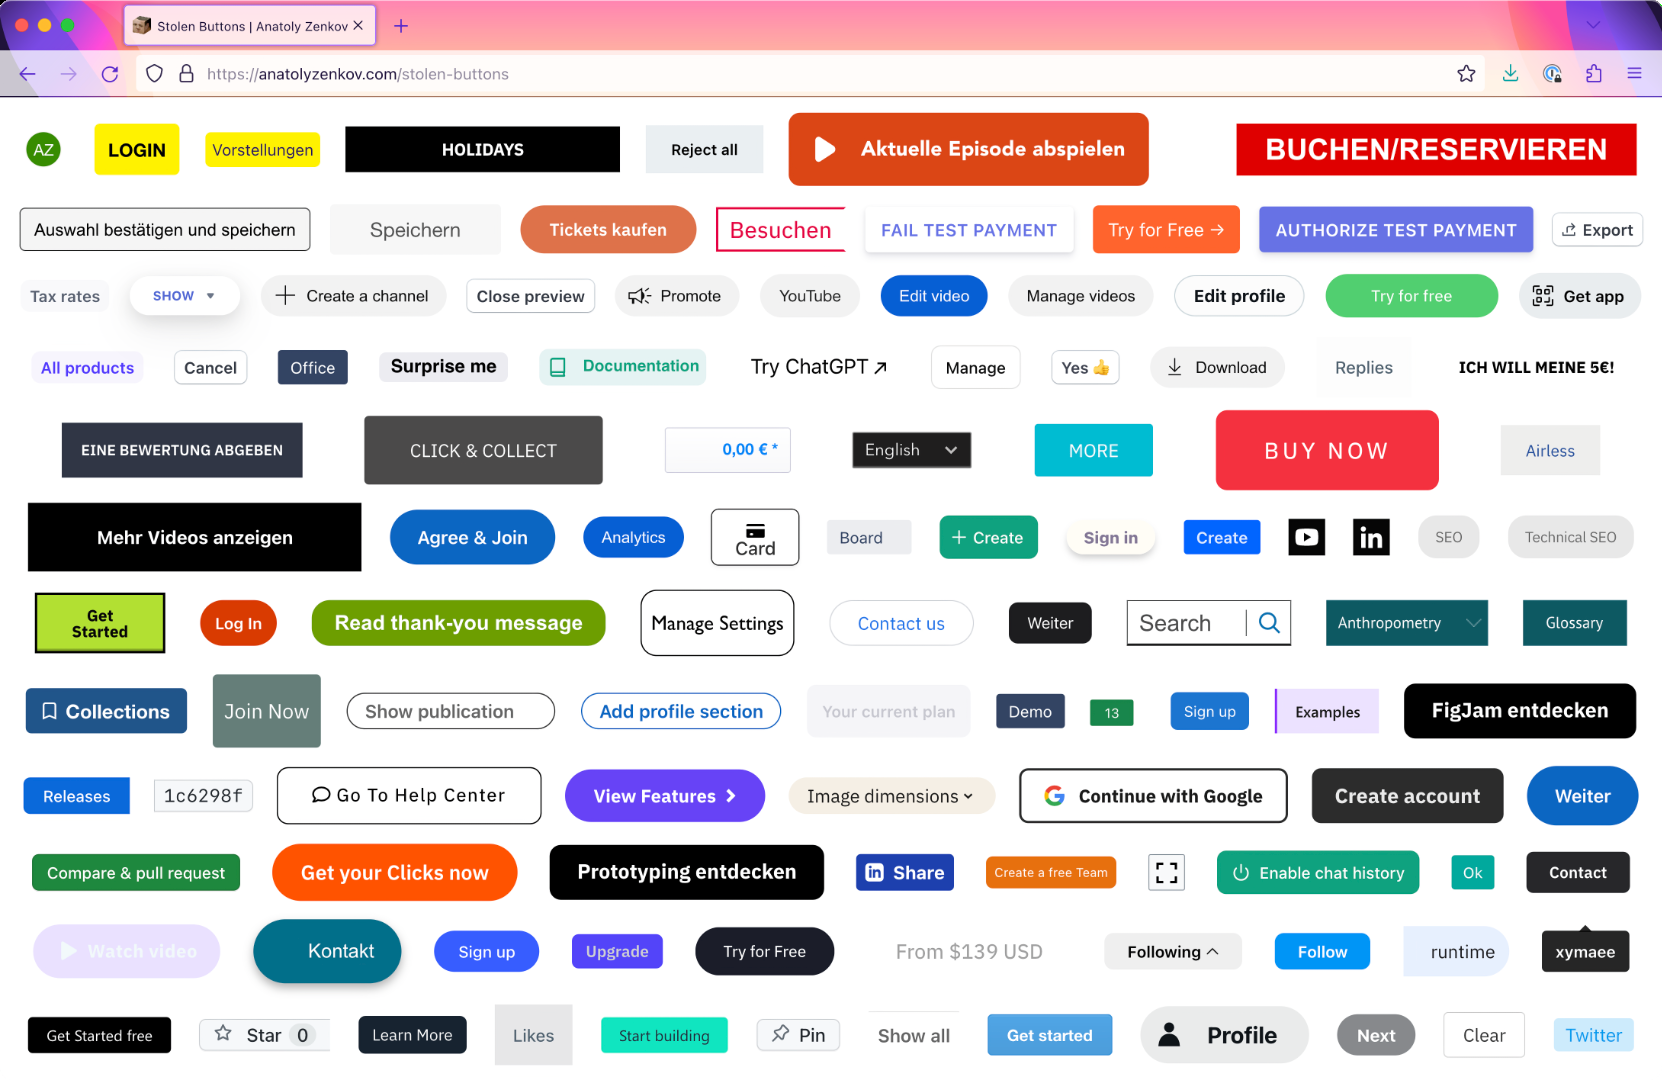 Stolen Buttons | Anatoly Zenkov
https://anatolyzenkov.com/stolen-buttons
AZ
LOGIN
Vorstellungen
HOLIDAYS
Reject all
Aktuelle Episode abspielen
BUCHEN/RESERVIEREN
Auswahl bestätigen und speichern
Speichern
Tickets kaufen
Besuchen
FAIL TEST PAYMENT
Try for Free →
AUTHORIZE TEST PAYMENT
Export
Tax rates
SHOW
Create a channel
Close preview
Promote
YouTube
Edit video
Manage videos
Edit profile
Try for free
Get app
All products
Cancel
Office
Surprise me
Documentation
Try ChatGPT ↗
Manage
Yes 👍
Download
Replies
ICH WILL MEINE 5€!
EINE BEWERTUNG ABGEBEN
CLICK & COLLECT
0,00 € *
English
MORE
BUY NOW
Airless
Mehr Videos anzeigen
Agree & Join
Analytics
Card
Board
+ Create
Sign in
Create
in
SEO
Technical SEO
Get
Started
Log In
Read thank-you message
Manage Settings
Contact us
Weiter
Search
Anthropometry
Glossary
Collections
Join Now
Show publication
Add profile section
Your current plan
Demo
13
Sign up
Examples
FigJam entdecken
Releases
1c6298f
Go To Help Center
View Features
Image dimensions
Continue with Google
Create account
Weiter
Compare & pull request
Get your Clicks now
Prototyping entdecken
in Share
Create a free Team
Enable chat history
Ok
Contact
Watch video
Kontakt
Sign up
Upgrade
Try for Free
From $139 USD
Following
Follow
runtime
xymaee
Get Started free
Star 0
Learn More
Likes
Start building
Pin
Show all
Get started
Profile
Next
Clear
Twitter